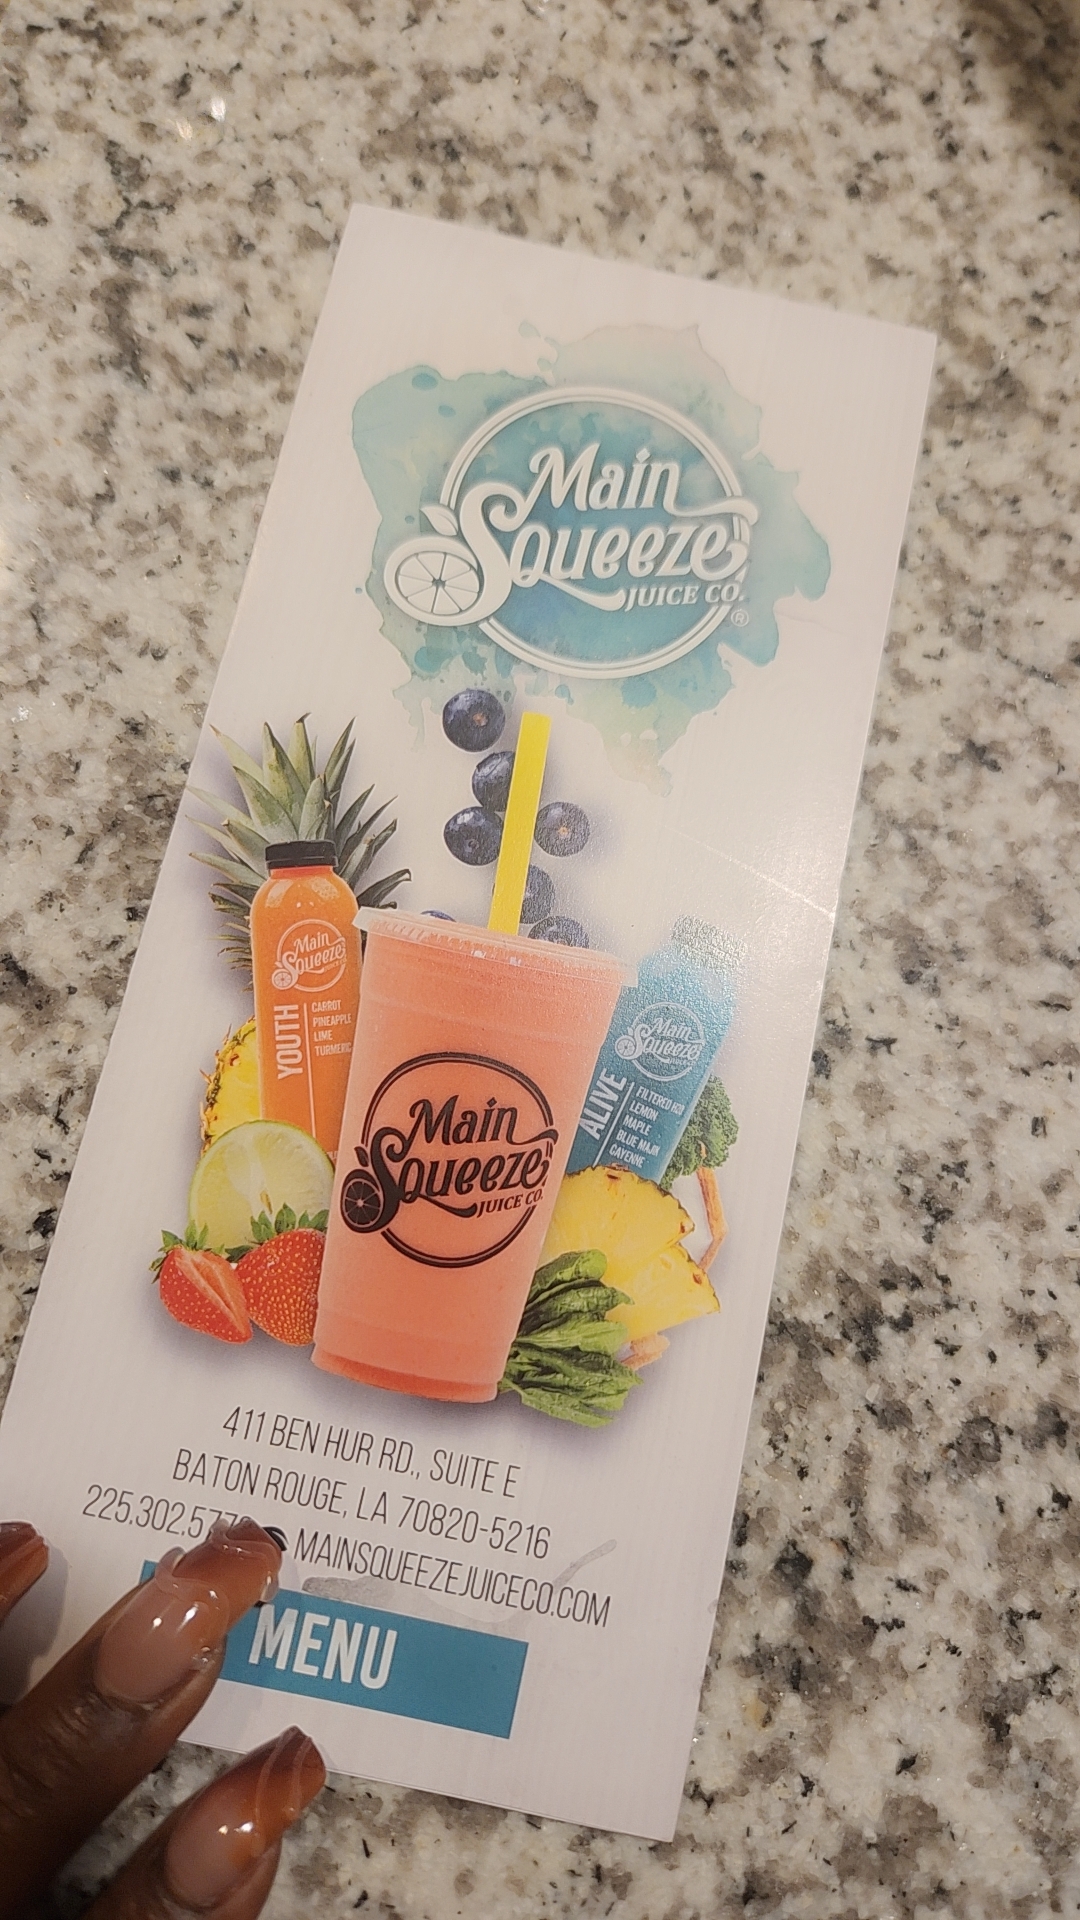 Main
Squeeze
JUICE CO.
®
Main
Squeeze
YOUTH
CARROT
PINEAPPLE
LIME
TURMERIC
Main
Squeeze
ALIVE
FILTERED H2O
LEMON
MAPLE
BLUE MAJIK
CAYENNE
Main
Squeeze
JUICE CO.
411 BEN HUR RD., SUITE E
BATON ROUGE, LA 70820-5216
MAINSQUEEZEJUICECO.COM
MENU